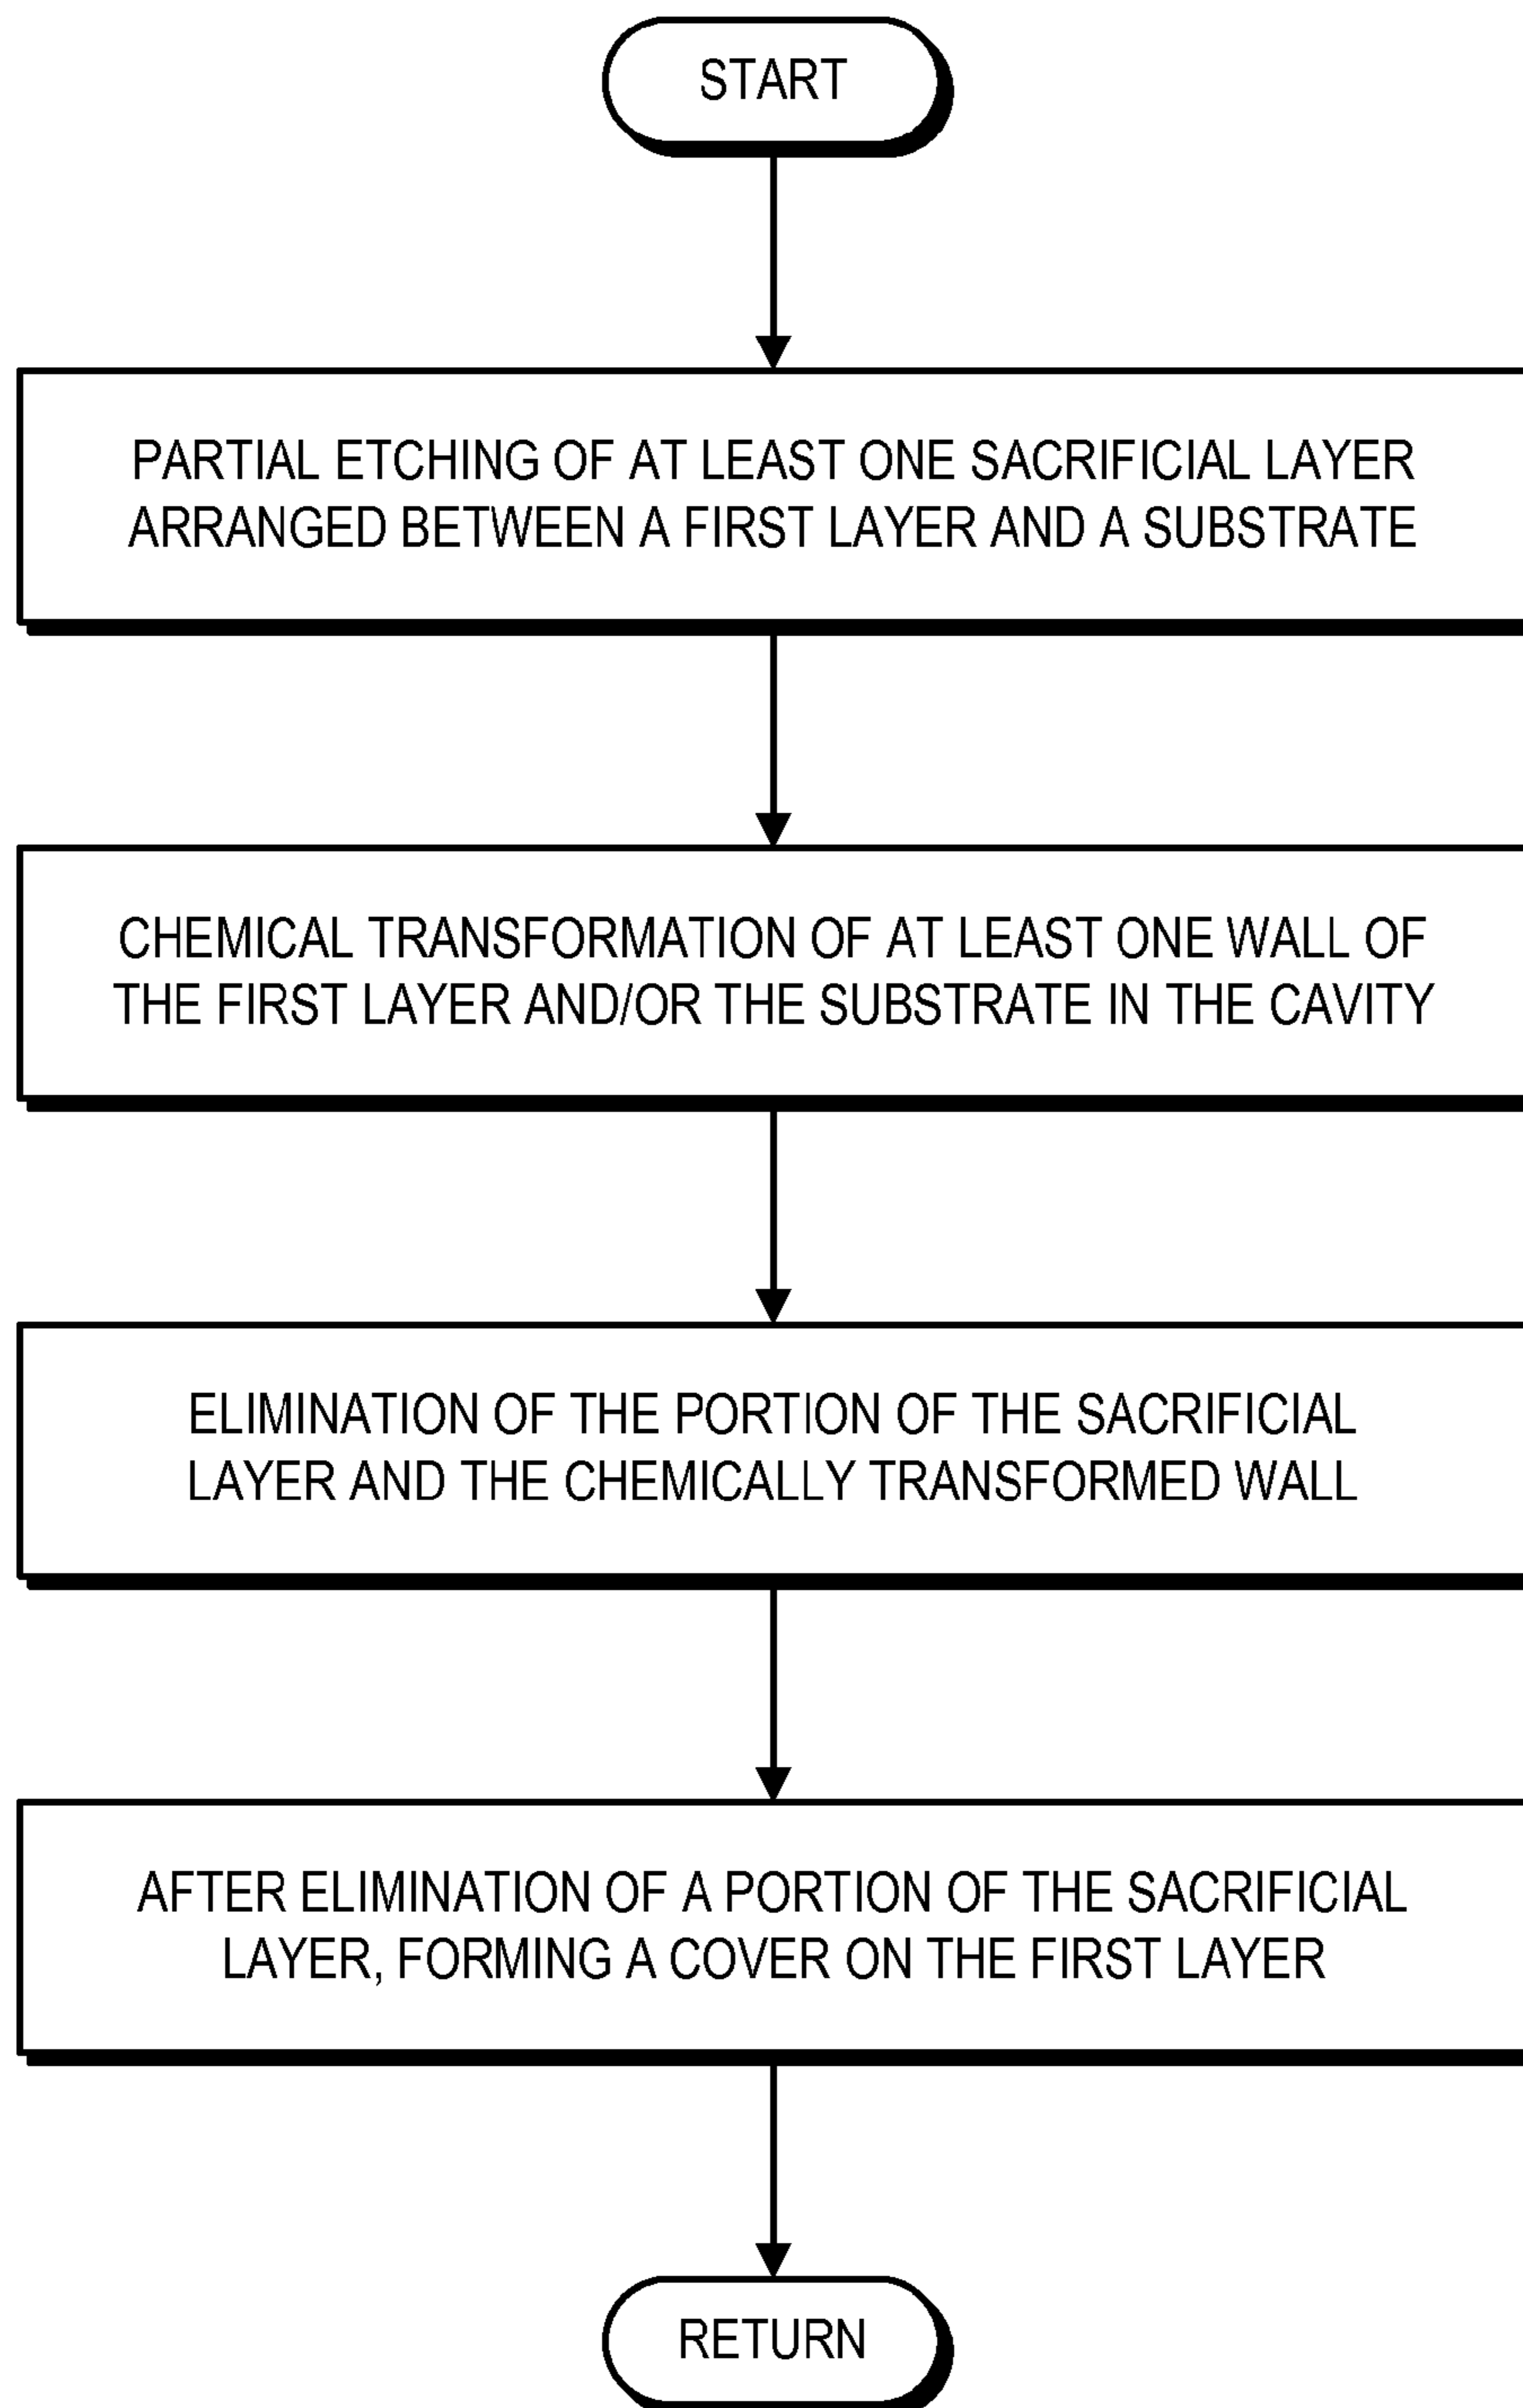 START
PARTIAL ETCHING OF AT LEAST ONE SACRIFICIAL LAYER
ARRANGED BETWEEN A FIRST LAYER AND A SUBSTRATE
CHEMICAL TRANSFORMATION OF AT LEAST ONE WALL OF
THE FIRST LAYER AND/OR THE SUBSTRATE IN THE CAVITY
ELIMINATION OF THE PORTION OF THE SACRIFICIAL
LAYER AND THE CHEMICALLY TRANSFORMED WALL
AFTER ELIMINATION OF A PORTION OF THE SACRIFICIAL
LAYER, FORMING A COVER ON THE FIRST LAYER
RETURN